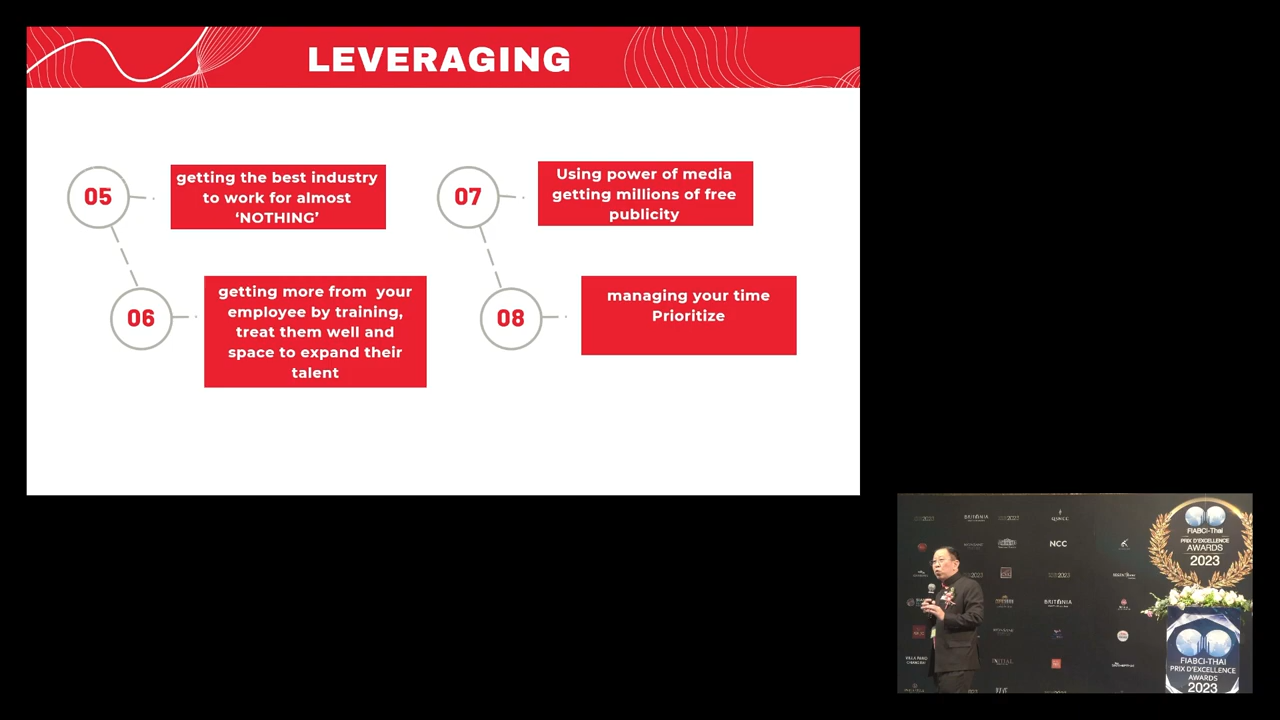 LEVERAGING
05
getting the best industry
to work for almost
‘NOTHING’
06
getting more from your
employee by training,
treat them well and
space to expand their
talent
07
Using power of media
getting millions of free
publicity
08
managing your time
Prioritize
BRITANIA
NCC
2023
BRITANIA
FIABCI-Thai
PRIX D'EXCELLENCE
AWARDS
2023
FIABCI-THAI
PRIX D'EXCELLENCE
AWARDS
2023